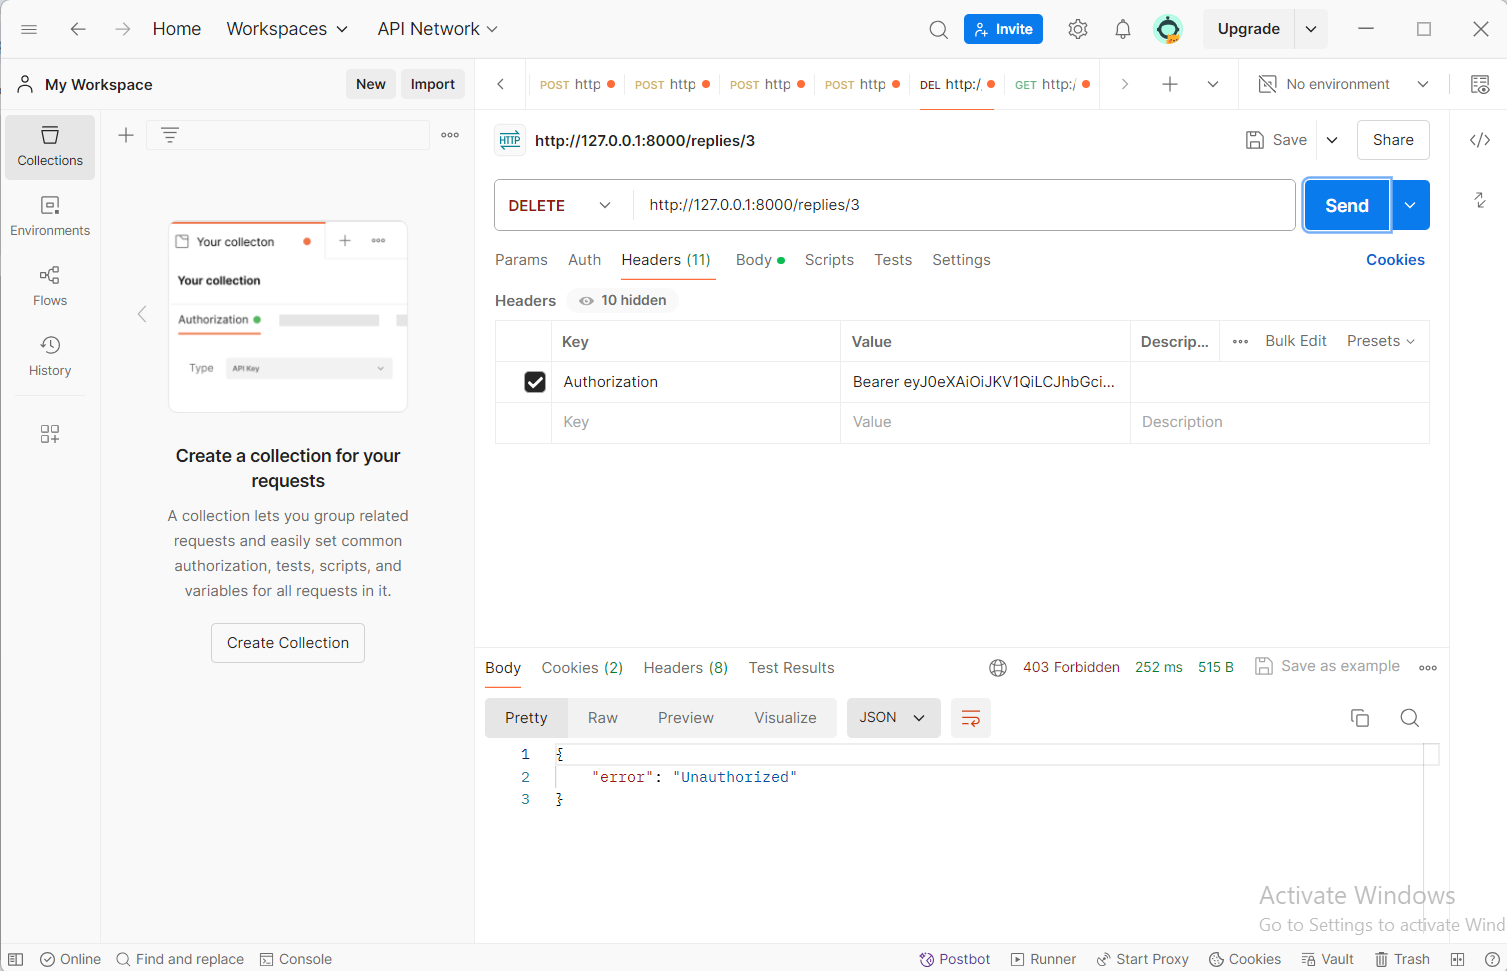 Home Workspaces API Network Invite Upgrade
My Workspace New Import POST http POST http POST http POST http DEL http:/ GET http:/ No environment
Collections
Environments
Flows
History
Your collecton
Your collection
Authorization
Type API Key
Create a collection for your
requests
A collection lets you group related
requests and easily set common
authorization, tests, scripts, and
variables for all requests in it.
Create Collection
HTTP http://127.0.0.1:8000/replies/3 Save Share
DELETE http://127.0.0.1:8000/replies/3 Send
Params Auth Headers (11) Body Scripts Tests Settings Cookies
Headers 10 hidden
Key Value Descrip... Bulk Edit Presets
Authorization Bearer eyJ0eXAiOiJKV1QiLCJhbGci...
Key Value Description
Body Cookies (2) Headers (8) Test Results 403 Forbidden 252 ms 515 B Save as example
Pretty Raw Preview Visualize JSON
1 {
2 "error": "Unauthorized"
3 }
Activate Windows
Go to Settings to activate Wind
Online Find and replace Console Postbot Runner Start Proxy Cookies Vault Trash